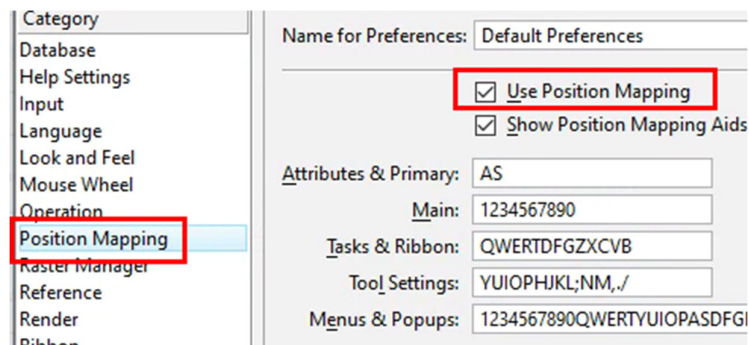 Category
Database
Help Settings
Input
Language
Look and Feel
Mouse Wheel
Operation
Position Mapping
Raster Manager
Reference
Render
Ribbon
Name for Preferences: Default Preferences
Use Position Mapping
Show Position Mapping Aids
Attributes & Primary: AS
Main: 1234567890
Tasks & Ribbon: QWERTDFGZXCVB
Tool Settings: YUIOPHJKL;NM,./
Menus & Popups: 1234567890QWERTYUIOPASDFG